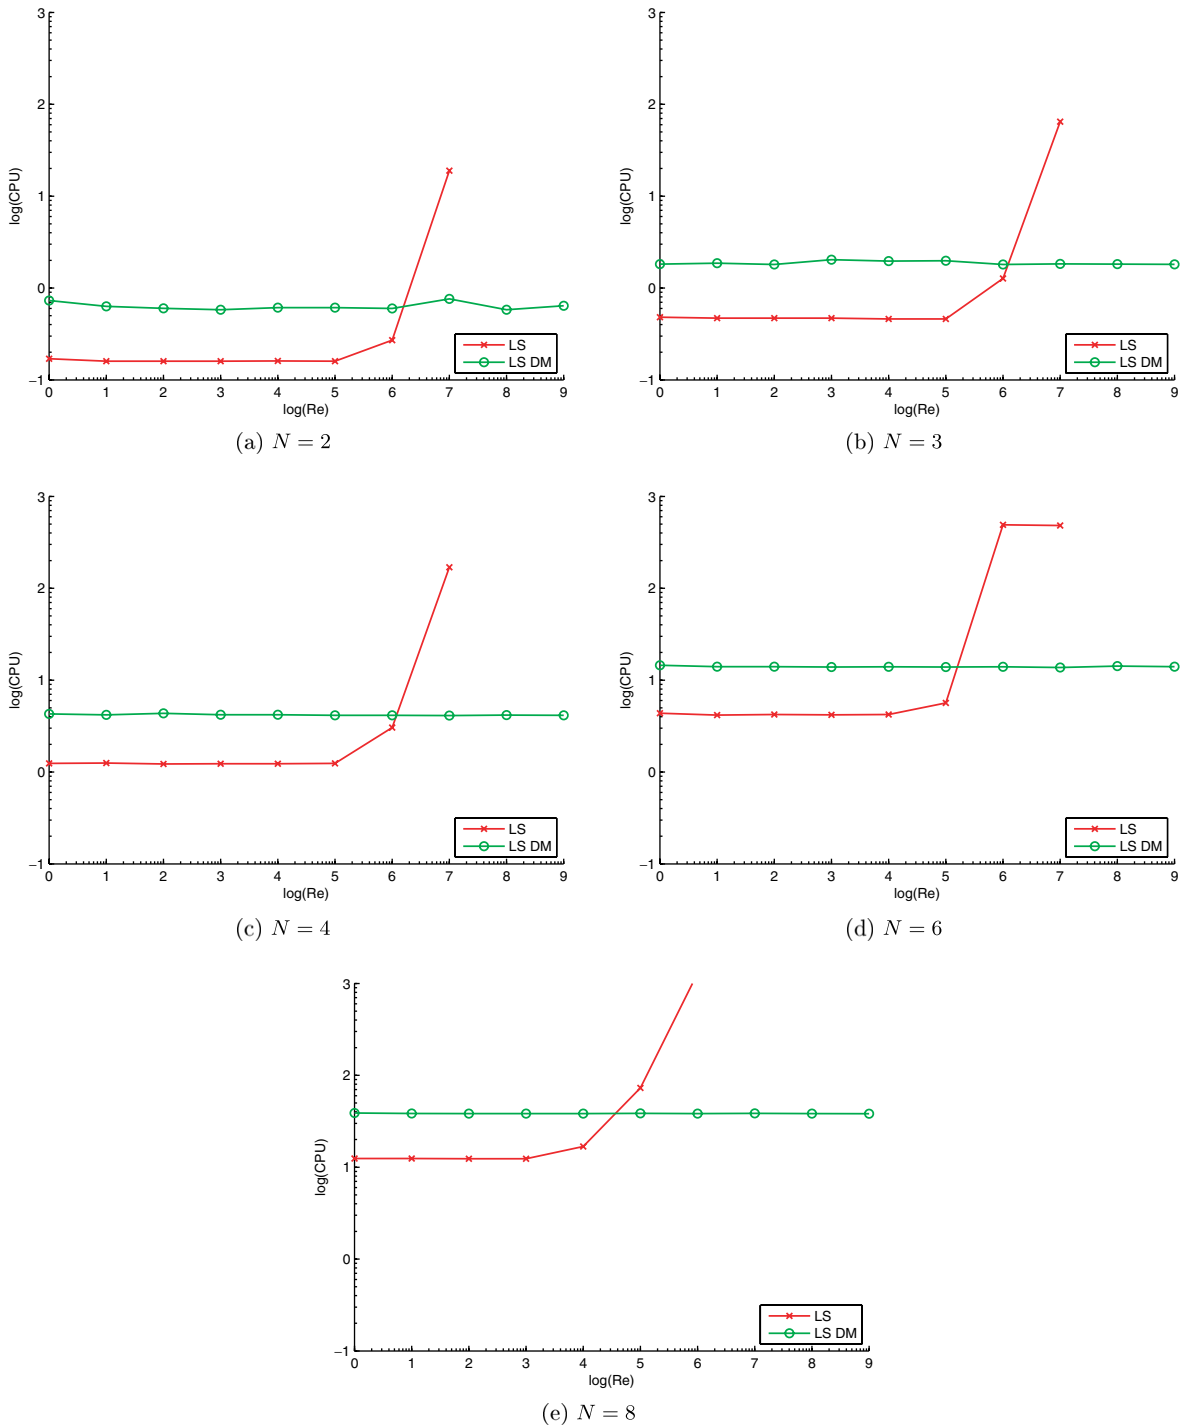 3
2
1
0
−1
log(CPU)
0 1 2 3 4 5 6 7 8 9
log(Re)
LS
LS DM
(a) N = 2
3
2
1
0
−1
log(CPU)
0 1 2 3 4 5 6 7 8 9
log(Re)
LS
LS DM
(b) N = 3
3
2
1
0
−1
log(CPU)
0 1 2 3 4 5 6 7 8 9
log(Re)
LS
LS DM
(c) N = 4
3
2
1
0
−1
log(CPU)
0 1 2 3 4 5 6 7 8 9
log(Re)
LS
LS DM
(d) N = 6
3
2
1
0
−1
log(CPU)
0 1 2 3 4 5 6 7 8 9
log(Re)
LS
LS DM
(e) N = 8